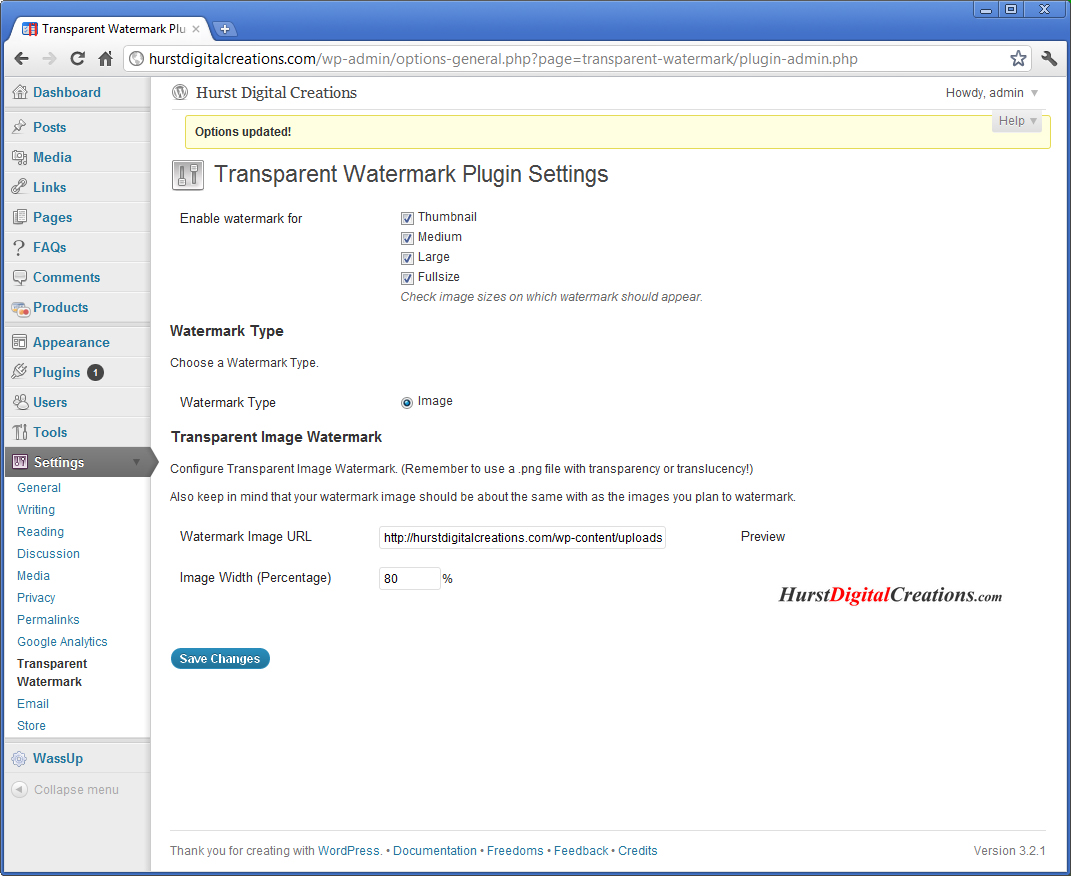 Transparent Watermark Plu
hurstdigitalcreations.com/wp-admin/options-general.php?page=transparent-watermark/plugin-admin.php
Dashboard
Posts
Media
Links
Pages
FAQs
Comments
Products
Appearance
Plugins 1
Users
Tools
Settings
General
Writing
Reading
Discussion
Media
Privacy
Permalinks
Google Analytics
Transparent
Watermark
Email
Store
WassUp
Collapse menu
Hurst Digital Creations
Howdy, admin
Help
Options updated!
Transparent Watermark Plugin Settings
Enable watermark for
Thumbnail
Medium
Large
Fullsize
Check image sizes on which watermark should appear.
Watermark Type
Choose a Watermark Type.
Watermark Type
Image
Transparent Image Watermark
Configure Transparent Image Watermark. (Remember to use a .png file with transparency or translucency!)
Also keep in mind that your watermark image should be about the same with as the images you plan to watermark.
Watermark Image URL
http://hurstdigitalcreations.com/wp-content/uploads
Preview
Image Width (Percentage)
80 %
HurstDigitalCreations.com
Save Changes
Thank you for creating with WordPress. • Documentation • Freedoms • Feedback • Credits
Version 3.2.1